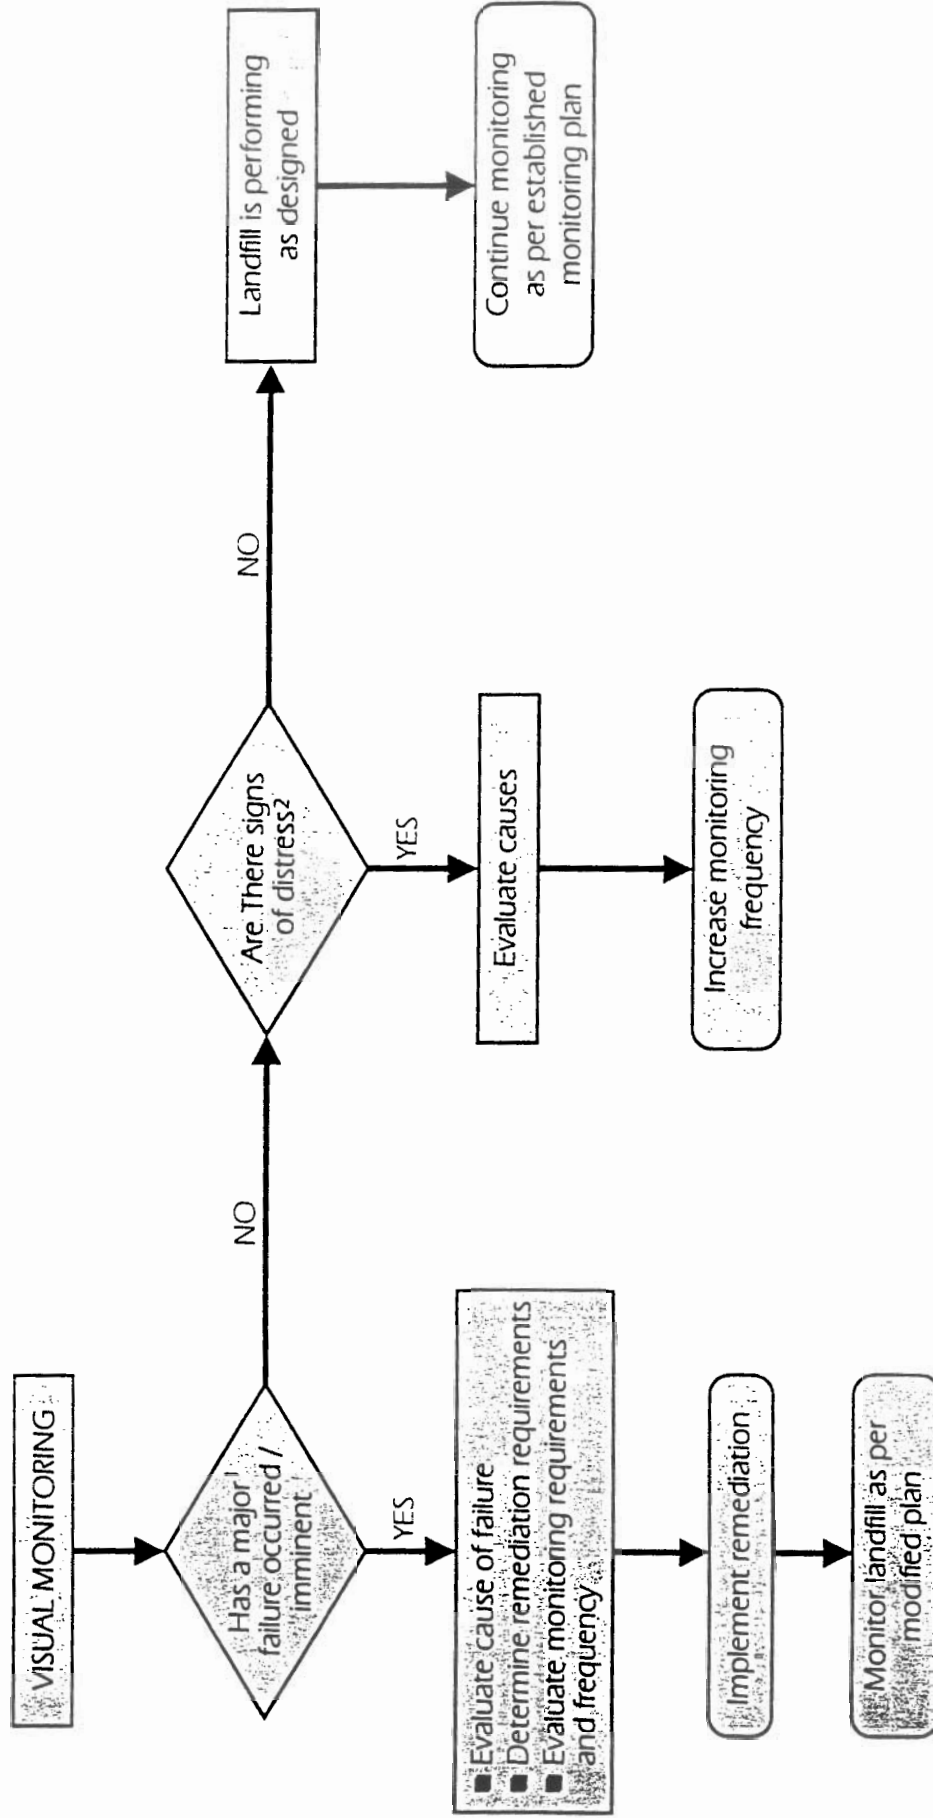 VISUAL MONITORING
Has a major¹
failure occurred /
imminent
YES
■ Evaluate cause of failure
■ Determine remediation requirements
■ Evaluate monitoring requirements
and frequency
Implement remediation
Monitor landfill as per
modified plan
NO
Are There signs
of distress²
YES
Evaluate causes
Increase monitoring
frequency
NO
Landfill is performing
as designed
Continue monitoring
as per established
monitoring plan